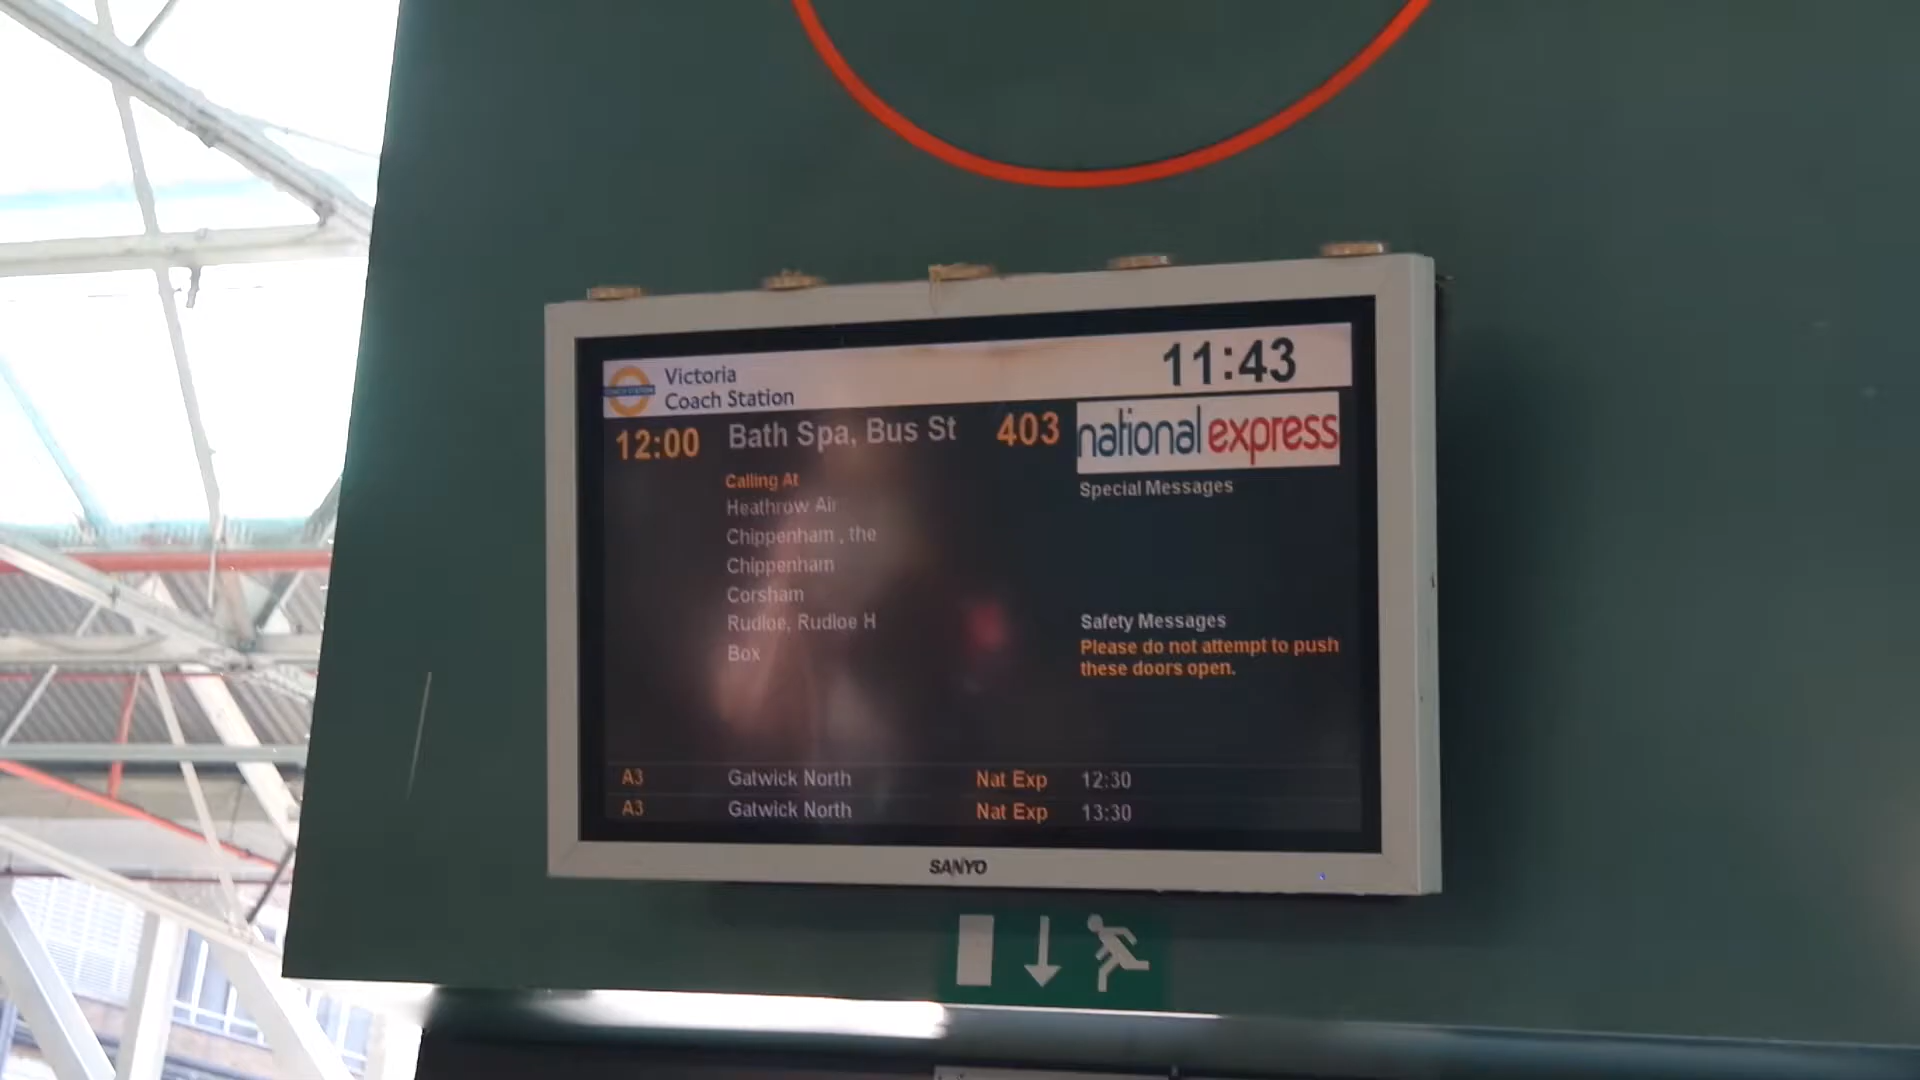 Victoria
Coach Station
11:43
COACH STATION
12:00 Bath Spa, Bus St 403 national express
Calling At
Heathrow Air
Chippenham , the
Chippenham
Corsham
Rudloe, Rudloe H
Box
Special Messages
Safety Messages
Please do not attempt to push
these doors open.
A3 Gatwick North Nat Exp 12:30
A3 Gatwick North Nat Exp 13:30
SANYO